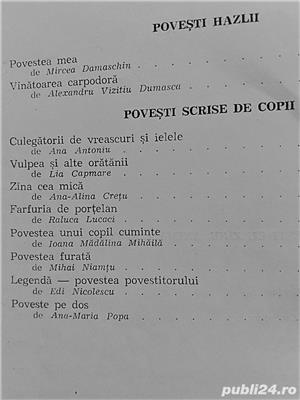 POVEȘTI HAZLII
Povestea mea
de Mircea Damaschin . . . . . . . . .
Vînătoarea carpodoră
de Alexandru Vizitiu Dumasca . . . . .
POVEȘTI SCRISE DE COPII
Culegătorii de vreascuri și ielele
de Ana Antoniu . . . . . . . . . .
Vulpea și alte orătănii
de Lia Capmare . . . . . . . . . .
Zina cea mică
de Ana-Alina Crețu . . . . . . . . .
Farfuria de porțelan
de Raluca Lucaci . . . . . . . . . .
Povestea unui copil cuminte
de Ioana Mădălina Mihăilă . . . . . .
Povestea furată
de Mihai Niamțu . . . . . . . . . .
Legendă — povestea povestitorului
de Edi Nicolescu . . . . . . . . . .
Poveste pe dos
de Ana-Maria Popa . . . . . . . . .
publi24.ro